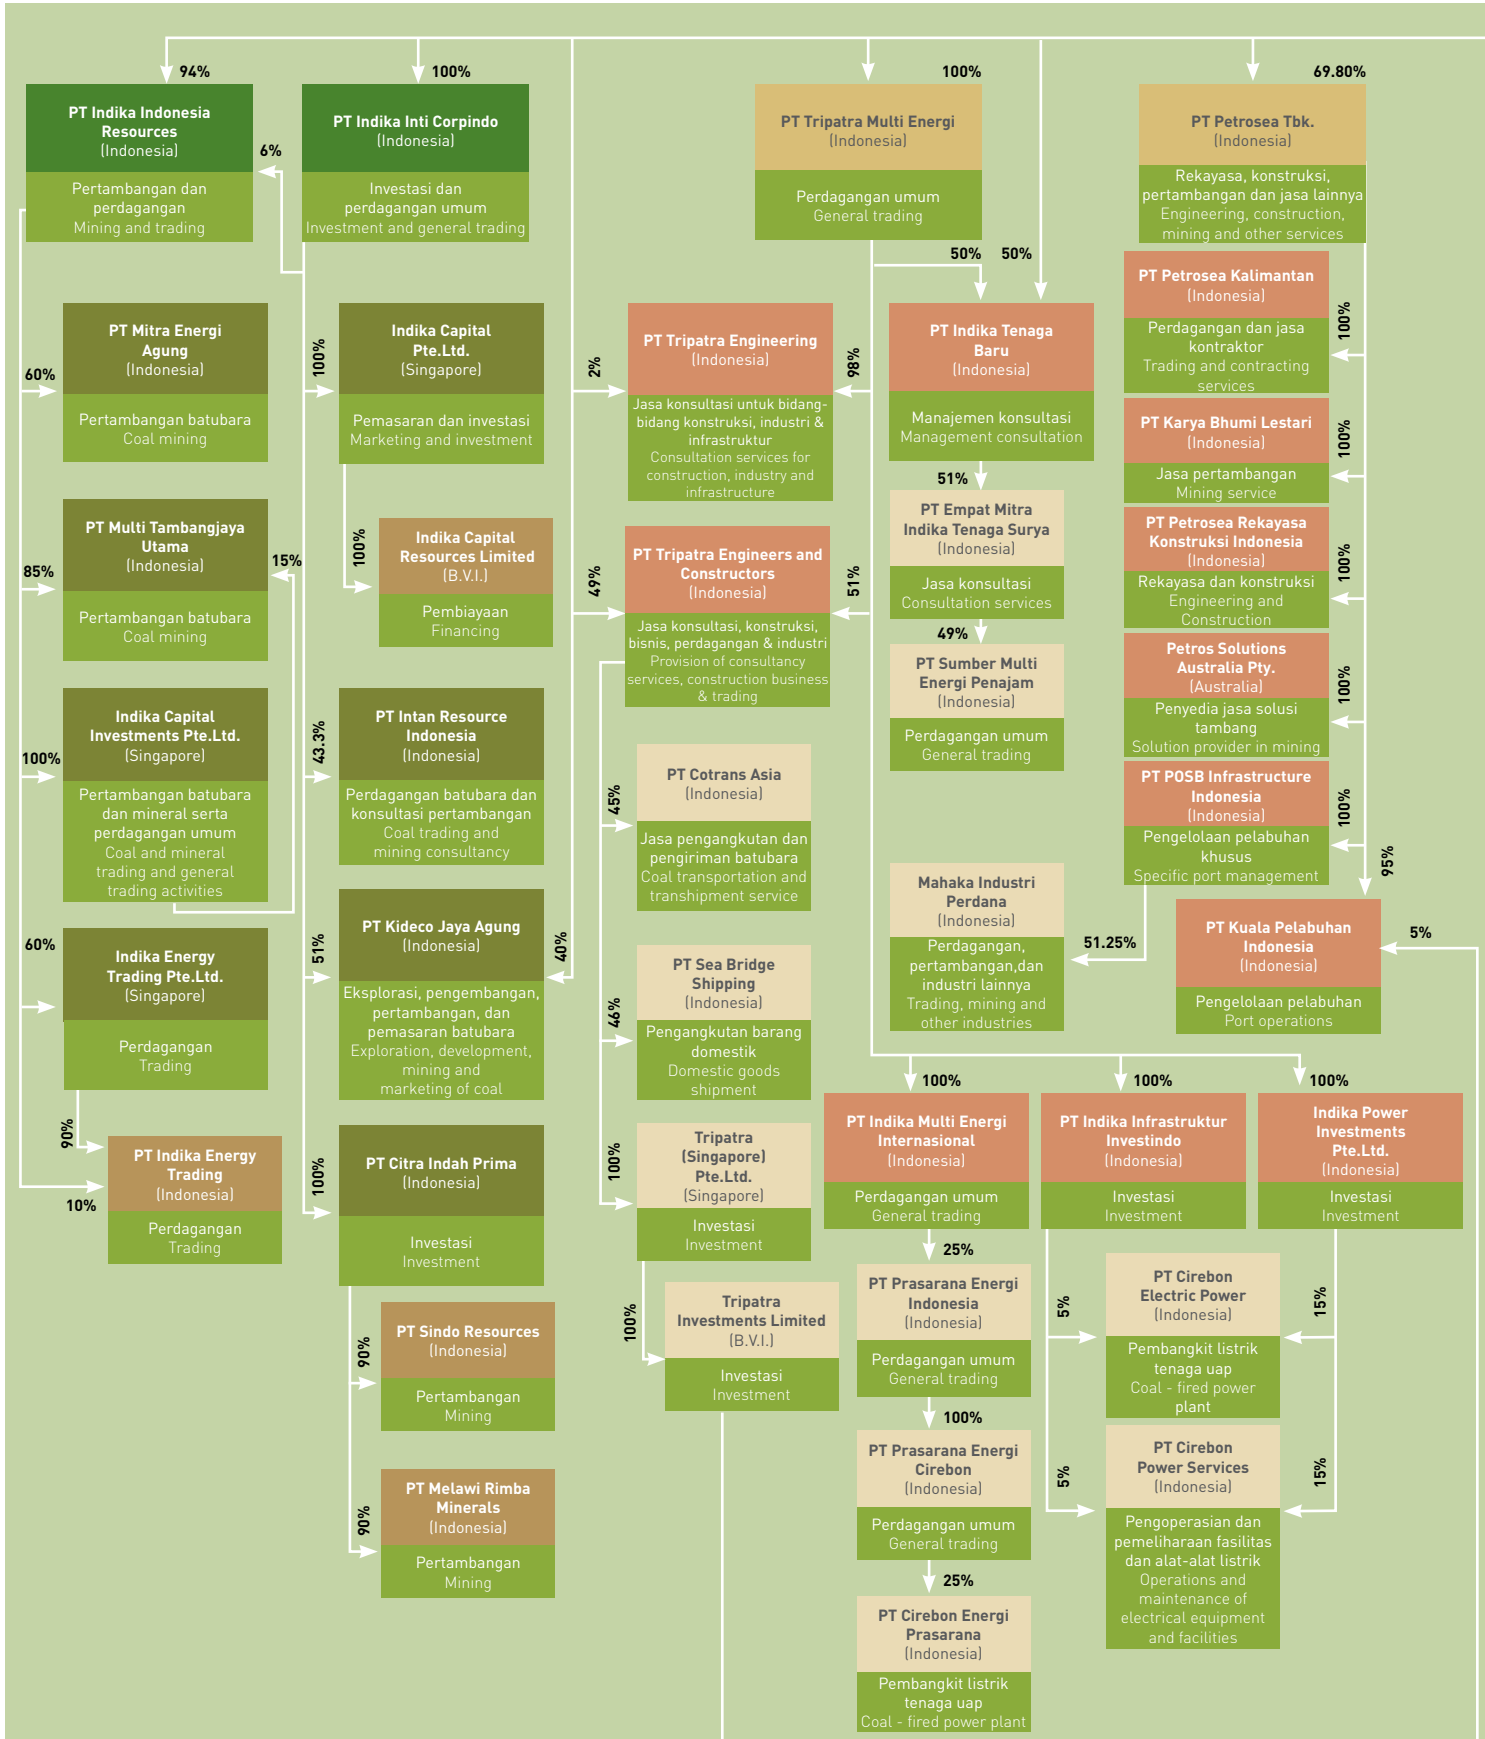 94%
PT Indika Indonesia
Resources
(Indonesia)
Pertambangan dan
perdagangan
Mining and trading
6%
100%
PT Indika Inti Corpindo
(Indonesia)
Investasi dan
perdagangan umum
Investment and general trading
100%
PT Tripatra Multi Energi
(Indonesia)
Perdagangan umum
General trading
69.80%
PT Petrosea Tbk.
(Indonesia)
Rekayasa, konstruksi,
pertambangan dan jasa lainnya
Engineering, construction,
mining and other services
60%
PT Mitra Energi
Agung
(Indonesia)
Pertambangan batubara
Coal mining
85%
PT Multi Tambangjaya
Utama
(Indonesia)
15%
Pertambangan batubara
Coal mining
100%
Indika Capital
Investments Pte.Ltd.
(Singapore)
Pertambangan batubara
dan mineral serta
perdagangan umum
Coal and mineral
trading and general
trading activities
60%
Indika Energy
Trading Pte.Ltd.
(Singapore)
Perdagangan
Trading
90%
10%
PT Indika Energy
Trading
(Indonesia)
Perdagangan
Trading
100%
Indika Capital
Pte.Ltd.
(Singapore)
Pemasaran dan investasi
Marketing and investment
100%
Indika Capital
Resources Limited
(B.V.I.)
Pembiayaan
Financing
43.3%
PT Intan Resource
Indonesia
(Indonesia)
Perdagangan batubara dan
konsultasi pertambangan
Coal trading and
mining consultancy
51%
PT Kideco Jaya Agung
(Indonesia)
40%
Eksplorasi, pengembangan,
pertambangan, dan
pemasaran batubara
Exploration, development,
mining and
marketing of coal
100%
PT Citra Indah Prima
(Indonesia)
Investasi
Investment
90%
PT Sindo Resources
(Indonesia)
Pertambangan
Mining
90%
PT Melawi Rimba
Minerals
(Indonesia)
Pertambangan
Mining
2%
PT Tripatra Engineering
(Indonesia)
98%
Jasa konsultasi untuk bidang-
bidang konstruksi, industri &
infrastruktur
Consultation services for
construction, industry and
infrastructure
49%
PT Tripatra Engineers and
Constructors
(Indonesia)
51%
Jasa konsultasi, konstruksi,
bisnis, perdagangan & industri
Provision of consultancy
services, construction business
& trading
45%
PT Cotrans Asia
(Indonesia)
Jasa pengangkutan dan
pengiriman batubara
Coal transportation and
transhipment service
46%
PT Sea Bridge
Shipping
(Indonesia)
Pengangkutan barang
domestik
Domestic goods
shipment
100%
Tripatra
(Singapore)
Pte.Ltd.
(Singapore)
Investasi
Investment
100%
Tripatra
Investments Limited
(B.V.I.)
Investasi
Investment
50%
50%
PT Indika Tenaga
Baru
(Indonesia)
Manajemen konsultasi
Management consultation
51%
PT Empat Mitra
Indika Tenaga Surya
(Indonesia)
Jasa konsultasi
Consultation services
49%
PT Sumber Multi
Energi Penajam
(Indonesia)
Perdagangan umum
General trading
Mahaka Industri
Perdana
(Indonesia)
Perdagangan,
pertambangan,dan
industri lainnya
Trading, mining and
other industries
51.25%
PT Petrosea Kalimantan
(Indonesia)
Perdagangan dan jasa
kontraktor
Trading and contracting
services
100%
PT Karya Bhumi Lestari
(Indonesia)
Jasa pertambangan
Mining service
100%
PT Petrosea Rekayasa
Konstruksi Indonesia
(Indonesia)
Rekayasa dan konstruksi
Engineering and
Construction
100%
Petros Solutions
Australia Pty.
(Australia)
Penyedia jasa solusi
tambang
Solution provider in mining
100%
PT POSB Infrastructure
Indonesia
(Indonesia)
Pengelolaan pelabuhan
khusus
Specific port management
100%
95%
PT Kuala Pelabuhan
Indonesia
(Indonesia)
5%
Pengelolaan pelabuhan
Port operations
100%
PT Indika Multi Energi
Internasional
(Indonesia)
Perdagangan umum
General trading
25%
PT Prasarana Energi
Indonesia
(Indonesia)
Perdagangan umum
General trading
100%
PT Prasarana Energi
Cirebon
(Indonesia)
Perdagangan umum
General trading
25%
PT Cirebon Energi
Prasarana
(Indonesia)
Pembangkit listrik
tenaga uap
Coal - fired power plant
100%
PT Indika Infrastruktur
Investindo
(Indonesia)
Investasi
Investment
100%
Indika Power
Investments
Pte.Ltd.
(Indonesia)
Investasi
Investment
5%
PT Cirebon
Electric Power
(Indonesia)
15%
Pembangkit listrik
tenaga uap
Coal - fired power
plant
5%
PT Cirebon
Power Services
(Indonesia)
15%
Pengoperasian dan
pemeliharaan fasilitas
dan alat-alat listrik
Operations and
maintenance of
electrical equipment
and facilities